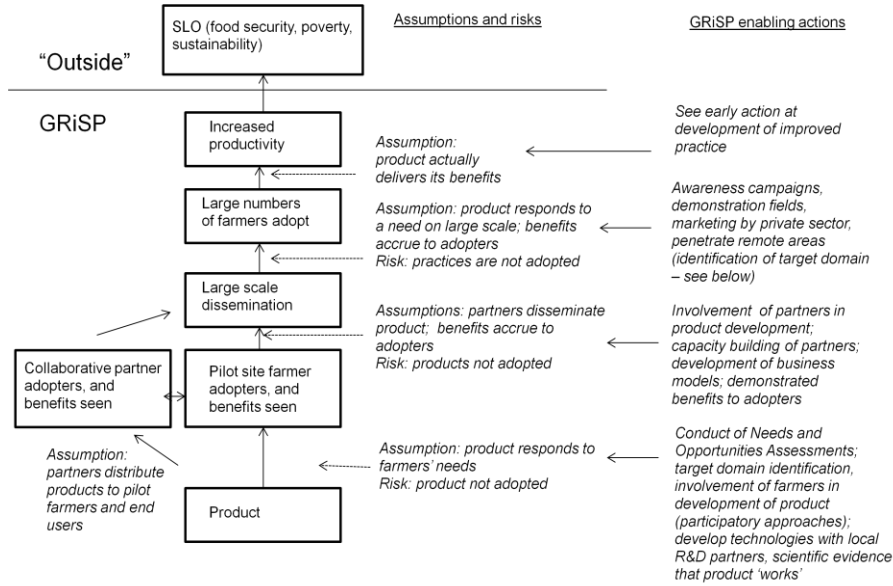 SLO (food security, poverty,
sustainability)
Assumptions and risks
GRiSP enabling actions
“Outside”
GRiSP
Increased
productivity
Assumption:
product actually
delivers its benefits
See early action at
development of improved
practice
Large numbers
of farmers adopt
Assumption: product responds to
a need on large scale; benefits
accrue to adopters
Risk: practices are not adopted
Awareness campaigns,
demonstration fields,
marketing by private sector,
penetrate remote areas
(identification of target domain
– see below)
Large scale
dissemination
Assumptions: partners disseminate
product; benefits accrue to
adopters
Risk: products not adopted
Involvement of partners in
product development;
capacity building of partners;
development of business
models; demonstrated
benefits to adopters
Collaborative partner
adopters, and
benefits seen
Pilot site farmer
adopters, and
benefits seen
Assumption:
partners distribute
products to pilot
farmers and end
users
Assumption: product responds to
farmers’ needs
Risk: product not adopted
Conduct of Needs and
Opportunities Assessments;
target domain identification,
involvement of farmers in
development of product
(participatory approaches);
develop technologies with local
R&D partners, scientific evidence
that product ‘works’
Product